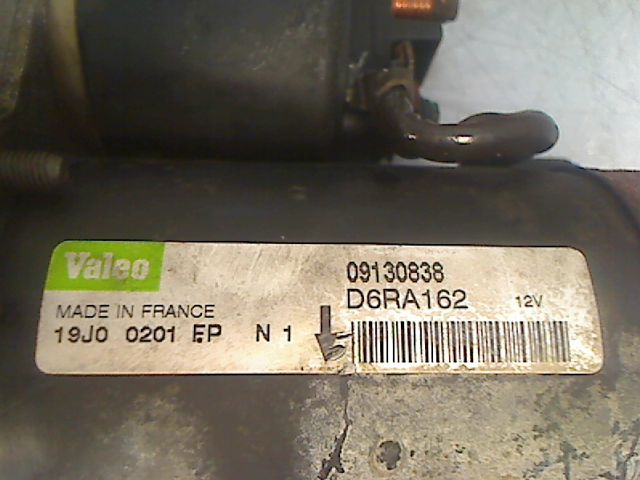 Valeo
09130838
D6RA162 12V
MADE IN FRANCE
19J0 0201 EP N 1